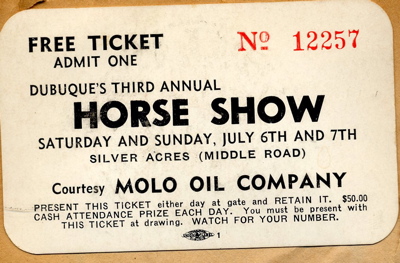 FREE TICKET No 12257
ADMIT ONE
DUBUQUE'S THIRD ANNUAL
HORSE SHOW
SATURDAY AND SUNDAY, JULY 6TH AND 7TH
SILVER ACRES (MIDDLE ROAD)
Courtesy MOLO OIL COMPANY
PRESENT THIS TICKET either day at gate and RETAIN IT. $50.00
CASH ATTENDANCE PRIZE EACH DAY. You must be present with
THIS TICKET at drawing. WATCH FOR YOUR NUMBER.
1